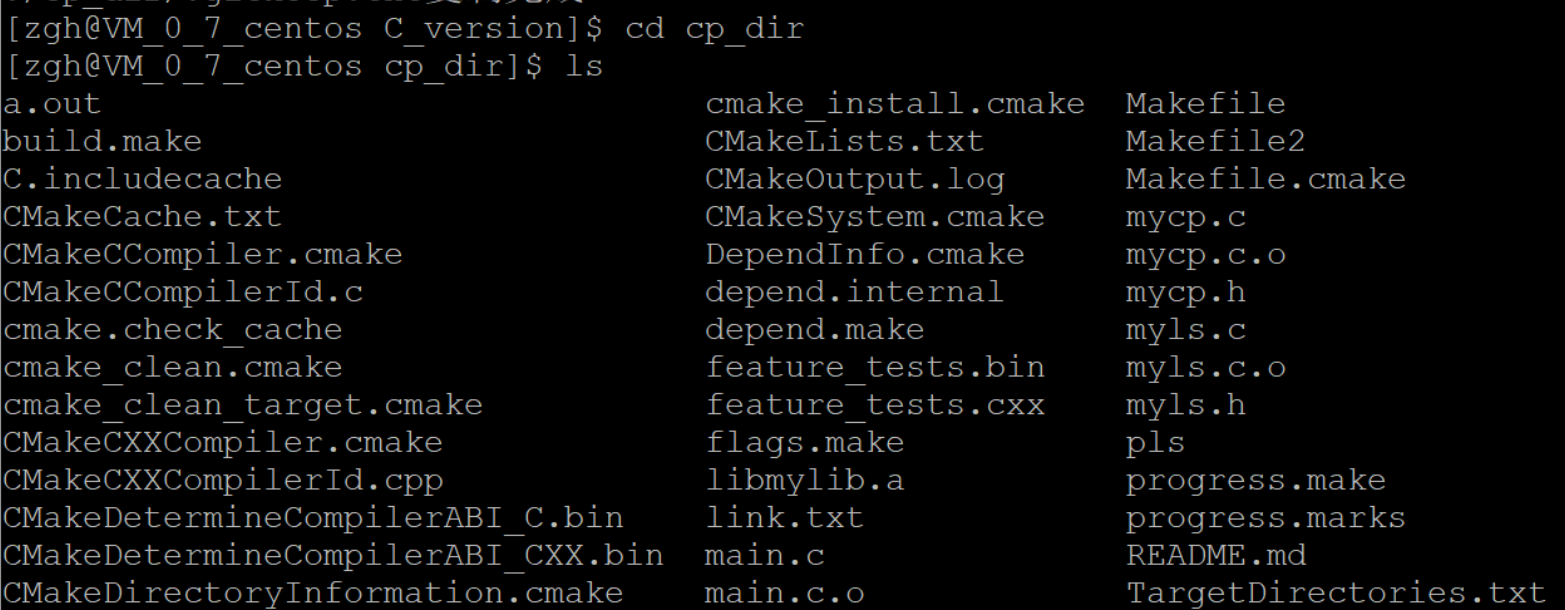 [zgh@VM_0_7_centos C_version]$ cd cp_dir
[zgh@VM_0_7_centos cp_dir]$ ls
a.out cmake_install.cmake Makefile
build.make CMakeLists.txt Makefile2
C.includecache CMakeOutput.log Makefile.cmake
CMakeCache.txt CMakeSystem.cmake mycp.c
CMakeCCompiler.cmake DependInfo.cmake mycp.c.o
CMakeCCompilerId.c depend.internal mycp.h
cmake.check_cache depend.make myls.c
cmake_clean.cmake feature_tests.bin myls.c.o
cmake_clean_target.cmake feature_tests.cxx myls.h
CMakeCXXCompiler.cmake flags.make pls
CMakeCXXCompilerId.cpp libmylib.a progress.make
CMakeDetermineCompilerABI_C.bin link.txt progress.marks
CMakeDetermineCompilerABI_CXX.bin main.c README.md
CMakeDirectoryInformation.cmake main.c.o TargetDirectories.txt